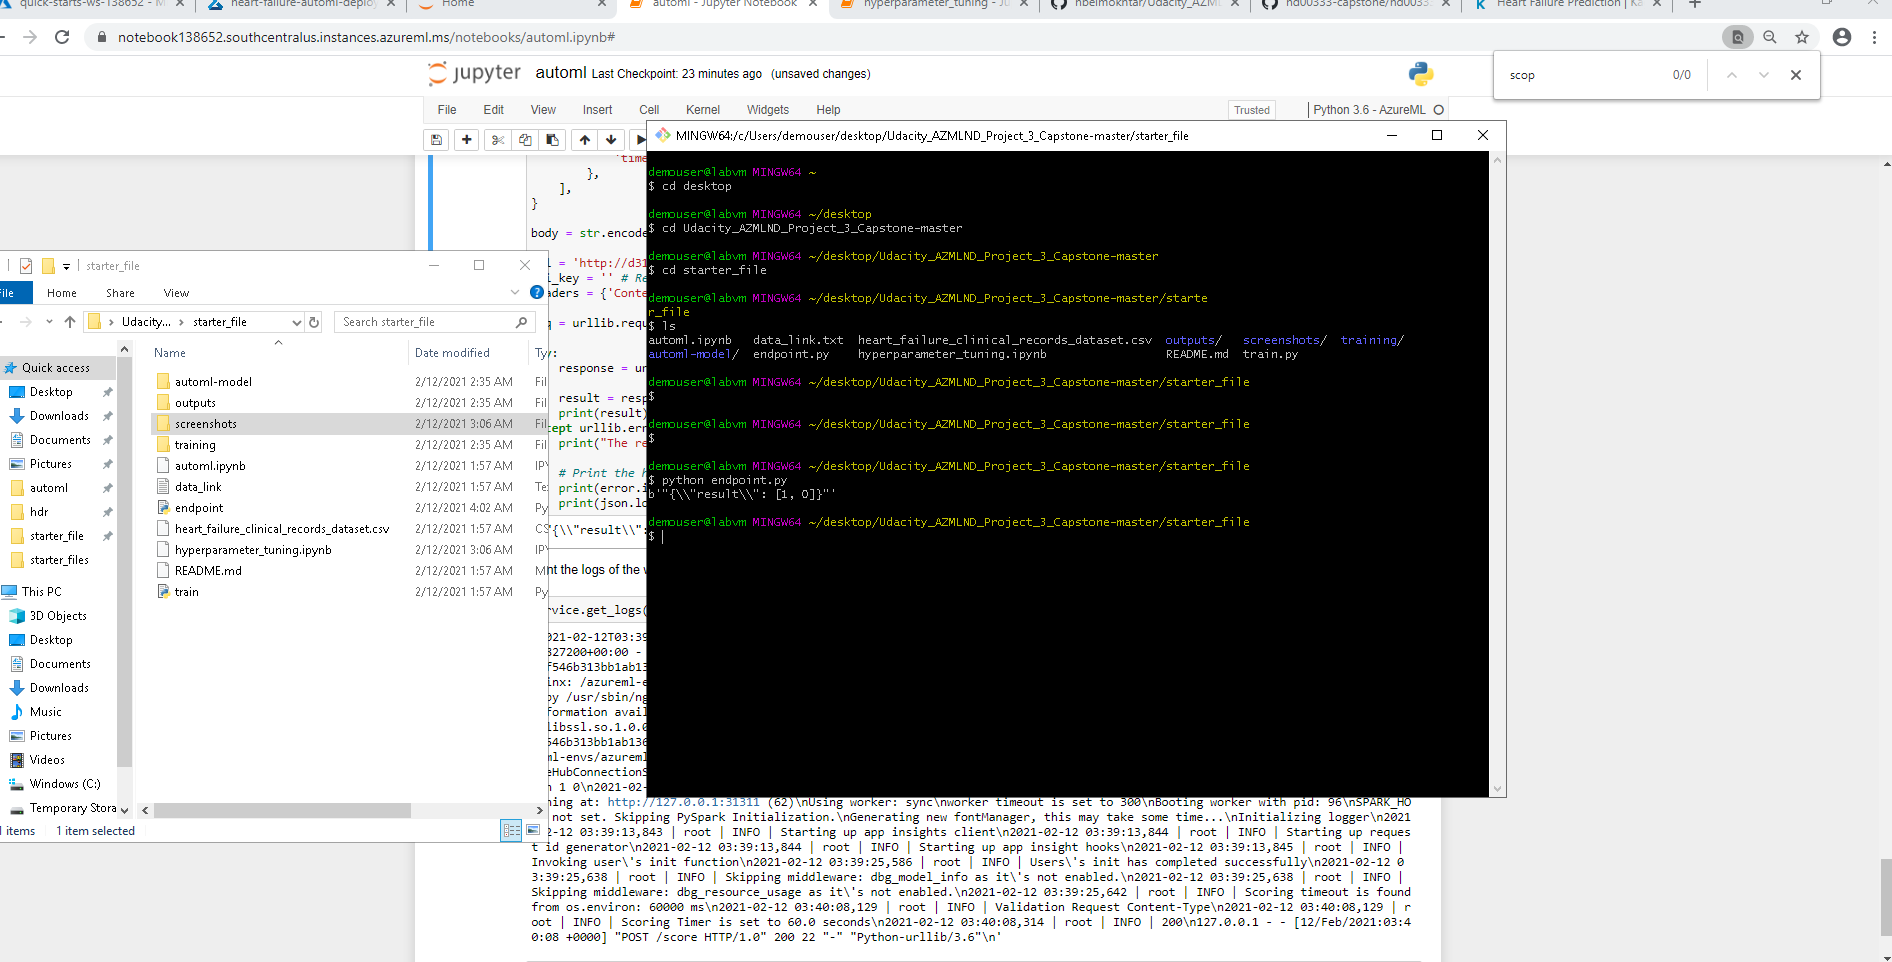 quick-starts-ws-138652 - M
heart-failure-automl-deploy
Home
automl - Jupyter Notebook
hyperparameter_tuning - Ju
nbelmokhtar/Udacity_AZML
nd00333-capstone/nd0033
Heart Failure Prediction | Ka
notebook138652.southcentralus.instances.azureml.ms/notebooks/automl.ipynb#
scop 0/0
jupyter automl Last Checkpoint: 23 minutes ago (unsaved changes)
File Edit View Insert Cell Kernel Widgets Help
Trusted Python 3.6 - AzureML
'time
},
],
}
body = str.encode
l = 'http://d31
i_key = '' # Re
aders = {'Conte
q = urllib.requ
response = ur
result = resp
print(result)
cept urllib.err
print("The re
# Print the h
print(error.i
print(json.lo
'{\\"result\\":
nt the logs of the w
rvice.get_logs(
starter_file
File Home Share View
Udacity... starter_file
Search starter_file
Name Date modified Ty
automl-model 2/12/2021 2:35 AM Fil
outputs 2/12/2021 2:35 AM Fil
screenshots 2/12/2021 3:06 AM Fil
training 2/12/2021 2:35 AM Fil
automl.ipynb 2/12/2021 1:57 AM IPY
data_link 2/12/2021 1:57 AM Te
endpoint 2/12/2021 4:02 AM Py
heart_failure_clinical_records_dataset.csv 2/12/2021 1:57 AM CS
hyperparameter_tuning.ipynb 2/12/2021 3:06 AM IPY
README.md 2/12/2021 1:57 AM M
train 2/12/2021 1:57 AM Py
Quick access
Desktop
Downloads
Documents
Pictures
automl
hdr
starter_file
starter_files
This PC
3D Objects
Desktop
Documents
Downloads
Music
Pictures
Videos
Windows (C:)
Temporary Stora
items 1 item selected
MINGW64:/c/Users/demouser/desktop/Udacity_AZMLND_Project_3_Capstone-master/starter_file
demouser@labvm MINGW64 ~
$ cd desktop
demouser@labvm MINGW64 ~/desktop
$ cd Udacity_AZMLND_Project_3_Capstone-master
demouser@labvm MINGW64 ~/desktop/Udacity_AZMLND_Project_3_Capstone-master
$ cd starter_file
demouser@labvm MINGW64 ~/desktop/Udacity_AZMLND_Project_3_Capstone-master/starte
r_file
$ ls
automl.ipynb data_link.txt heart_failure_clinical_records_dataset.csv outputs/ screenshots/ training/
automl-model/ endpoint.py hyperparameter_tuning.ipynb README.md train.py
demouser@labvm MINGW64 ~/desktop/Udacity_AZMLND_Project_3_Capstone-master/starter_file
$
demouser@labvm MINGW64 ~/desktop/Udacity_AZMLND_Project_3_Capstone-master/starter_file
$
demouser@labvm MINGW64 ~/desktop/Udacity_AZMLND_Project_3_Capstone-master/starter_file
$ python endpoint.py
b'"{\\"result\\": [1, 0]}"'
demouser@labvm MINGW64 ~/desktop/Udacity_AZMLND_Project_3_Capstone-master/starter_file
$
021-02-12T03:39
327200+00:00 -
f546b313bb1ab13
inx: /azureml-e
by /usr/sbin/ng
formation avail
libssl.so.1.0.0
546b313bb1ab136
ml-envs/azureml
eHubConnectionS
n 1 0\n2021-02-
ning at: http://127.0.0.1:31311 (62)\nUsing worker: sync\nworker timeout is set to 300\nBooting worker with pid: 96\nSPARK_HO
not set. Skipping PySpark Initialization.\nGenerating new fontManager, this may take some time...\nInitializing logger\n2021
2-12 03:39:13,843 | root | INFO | Starting up app insights client\n2021-02-12 03:39:13,844 | root | INFO | Starting up reques
t id generator\n2021-02-12 03:39:13,844 | root | INFO | Starting up app insight hooks\n2021-02-12 03:39:13,845 | root | INFO |
Invoking user\'s init function\n2021-02-12 03:39:25,586 | root | INFO | Users\'s init has completed successfully\n2021-02-12 0
3:39:25,638 | root | INFO | Skipping middleware: dbg_model_info as it\'s not enabled.\n2021-02-12 03:39:25,638 | root | INFO |
Skipping middleware: dbg_resource_usage as it\'s not enabled.\n2021-02-12 03:39:25,642 | root | INFO | Scoring timeout is found
from os.environ: 60000 ms\n2021-02-12 03:40:08,129 | root | INFO | Validation Request Content-Type\n2021-02-12 03:40:08,129 | r
oot | INFO | Scoring Timer is set to 60.0 seconds\n2021-02-12 03:40:08,314 | root | INFO | 200\n127.0.0.1 - - [12/Feb/2021:03:4
0:08 +0000] "POST /score HTTP/1.0" 200 22 "-" "Python-urllib/3.6"\n'